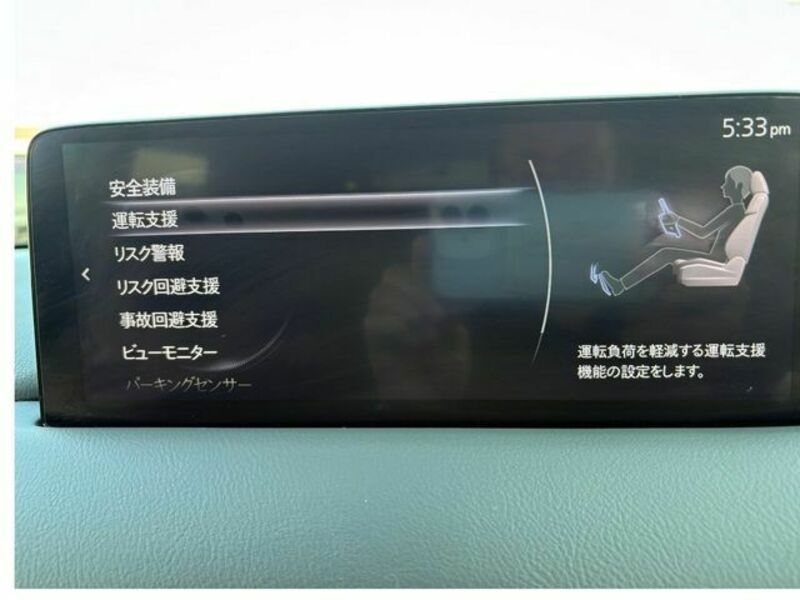 5:33pm
安全装備
運転支援
リスク警報
リスク回避支援
事故回避支援
ビューモニター
パーキングセンサー
運転負荷を軽減する運転支援
機能の設定をします。